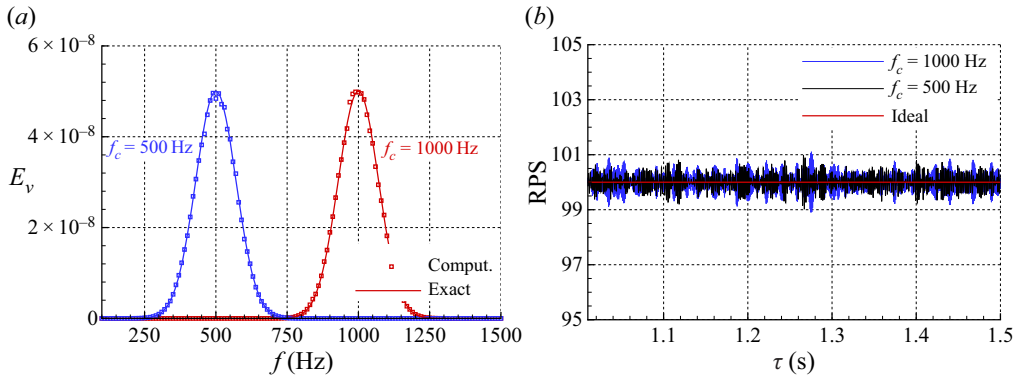 (a)
6 × 10⁻⁸
4 × 10⁻⁸
2 × 10⁻⁸
0
E_v
f_c = 500 Hz
f_c = 1000 Hz
Comput.
Exact
250 500 750 1000 1250 1500
f (Hz)
(b)
105
103
101
99
97
95
RPS
f_c = 1000 Hz
f_c = 500 Hz
Ideal
1.1 1.2 1.3 1.4 1.5
τ (s)